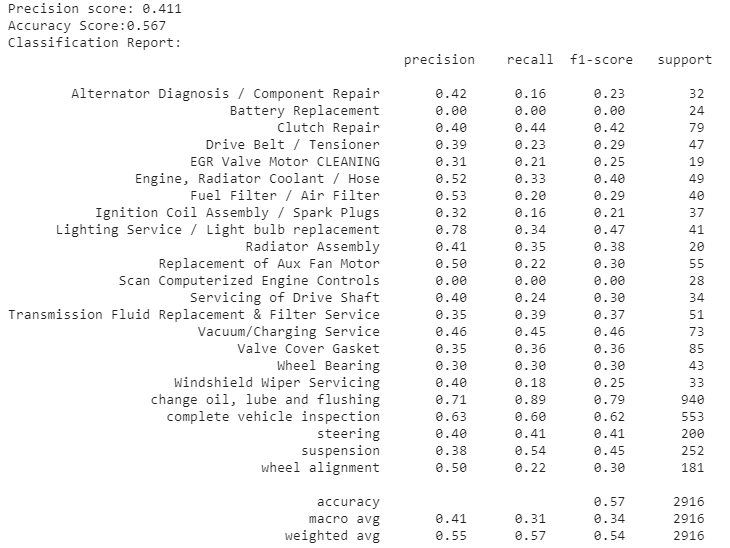 Precision score: 0.411
Accuracy Score:0.567
Classification Report:
precision recall f1-score support
Alternator Diagnosis / Component Repair 0.42 0.16 0.23 32
Battery Replacement 0.00 0.00 0.00 24
Clutch Repair 0.40 0.44 0.42 79
Drive Belt / Tensioner 0.39 0.23 0.29 47
EGR Valve Motor CLEANING 0.31 0.21 0.25 19
Engine, Radiator Coolant / Hose 0.52 0.33 0.40 49
Fuel Filter / Air Filter 0.53 0.20 0.29 40
Ignition Coil Assembly / Spark Plugs 0.32 0.16 0.21 37
Lighting Service / Light bulb replacement 0.78 0.34 0.47 41
Radiator Assembly 0.41 0.35 0.38 20
Replacement of Aux Fan Motor 0.50 0.22 0.30 55
Scan Computerized Engine Controls 0.00 0.00 0.00 28
Servicing of Drive Shaft 0.40 0.24 0.30 34
Transmission Fluid Replacement & Filter Service 0.35 0.39 0.37 51
Vacuum/Charging Service 0.46 0.45 0.46 73
Valve Cover Gasket 0.35 0.36 0.36 85
Wheel Bearing 0.30 0.30 0.30 43
Windshield Wiper Servicing 0.40 0.18 0.25 33
change oil, lube and flushing 0.71 0.89 0.79 940
complete vehicle inspection 0.63 0.60 0.62 553
steering 0.40 0.41 0.41 200
suspension 0.38 0.54 0.45 252
wheel alignment 0.50 0.22 0.30 181
accuracy 0.57 2916
macro avg 0.41 0.31 0.34 2916
weighted avg 0.55 0.57 0.54 2916